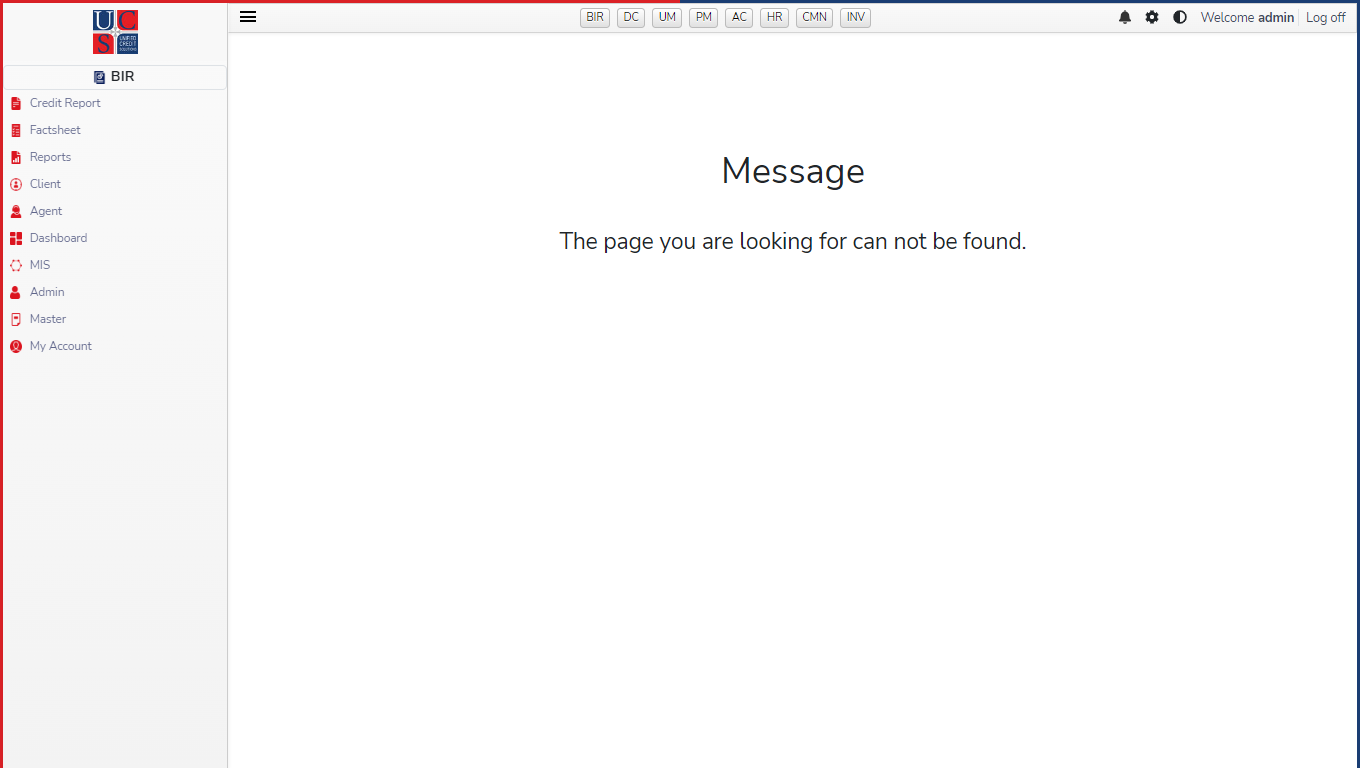 UCS
UNIFIED
CREDIT
SOLUTIONS
BIR DC UM PM AC HR CMN INV
Welcome admin Log off
BIR
Credit Report
Factsheet
Reports
Client
Agent
Dashboard
MIS
Admin
Master
My Account
Message
The page you are looking for can not be found.